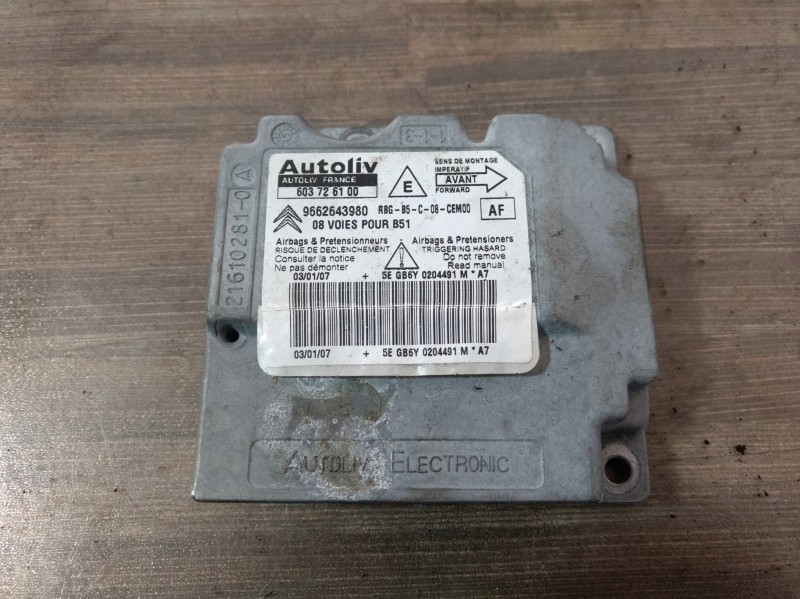 1-1-3
Autoliv
AUTOLIV FRANCE
603 72 61 00
E
SENS DE MONTAGE
IMPERATIF
AVANT
FORWARD
9662643980 RBG-B5-C-08-CEM00 AF
08 VOIES POUR B51
Airbags & Pretensionneurs
RISQUE DE DECLENCHEMENT
Consulter la notice
Ne pas démonter
Airbags & Pretensioners
TRIGGERING HASARD
Do not remove
Read manual
03/01/07 + 5E GB6Y 0204491 M * A7
03/01/07 + 5E GB6Y 0204491 M * A7
21610281-0 A
AUTOLIV ELECTRONIC